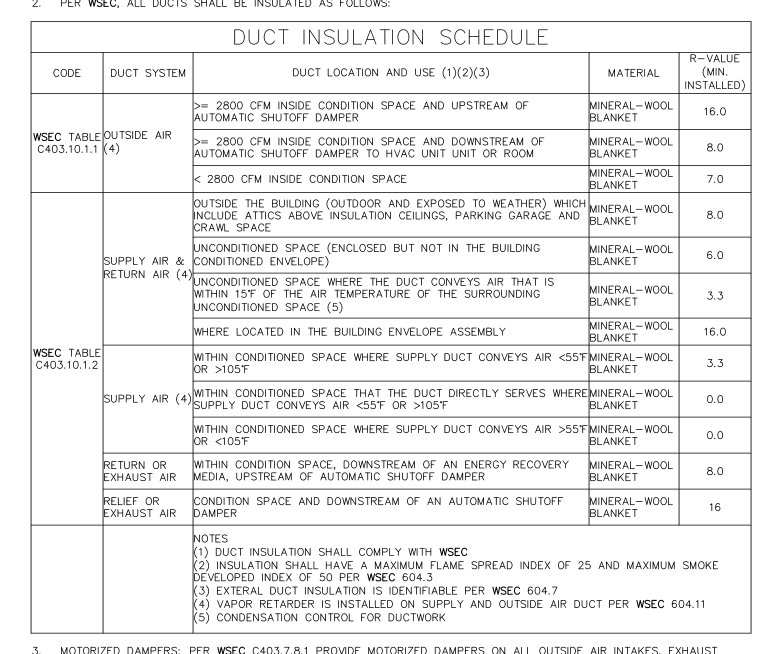 2. PER WSEC, ALL DUCTS SHALL BE INSULATED AS FOLLOWS:
DUCT INSULATION SCHEDULE
CODE
DUCT SYSTEM
DUCT LOCATION AND USE (1)(2)(3)
MATERIAL
R-VALUE
(MIN.
INSTALLED)
WSEC TABLE
C403.10.1.1
OUTSIDE AIR
(4)
>= 2800 CFM INSIDE CONDITION SPACE AND UPSTREAM OF
AUTOMATIC SHUTOFF DAMPER
MINERAL-WOOL
BLANKET
16.0
>= 2800 CFM INSIDE CONDITION SPACE AND DOWNSTREAM OF
AUTOMATIC SHUTOFF DAMPER TO HVAC UNIT UNIT OR ROOM
MINERAL-WOOL
BLANKET
8.0
< 2800 CFM INSIDE CONDITION SPACE
MINERAL-WOOL
BLANKET
7.0
WSEC TABLE
C403.10.1.2
SUPPLY AIR &
RETURN AIR (4)
OUTSIDE THE BUILDING (OUTDOOR AND EXPOSED TO WEATHER) WHICH
INCLUDE ATTICS ABOVE INSULATION CEILINGS, PARKING GARAGE AND
CRAWL SPACE
MINERAL-WOOL
BLANKET
8.0
UNCONDITIONED SPACE (ENCLOSED BUT NOT IN THE BUILDING
CONDITIONED ENVELOPE)
MINERAL-WOOL
BLANKET
6.0
UNCONDITIONED SPACE WHERE THE DUCT CONVEYS AIR THAT IS
WITHIN 15°F OF THE AIR TEMPERATURE OF THE SURROUNDING
UNCONDITIONED SPACE (5)
MINERAL-WOOL
BLANKET
3.3
WHERE LOCATED IN THE BUILDING ENVELOPE ASSEMBLY
MINERAL-WOOL
BLANKET
16.0
SUPPLY AIR (4)
WITHIN CONDITIONED SPACE WHERE SUPPLY DUCT CONVEYS AIR <55°F
OR >105°F
MINERAL-WOOL
BLANKET
3.3
WITHIN CONDITIONED SPACE THAT THE DUCT DIRECTLY SERVES WHERE
SUPPLY DUCT CONVEYS AIR <55°F OR >105°F
MINERAL-WOOL
BLANKET
0.0
WITHIN CONDITIONED SPACE WHERE SUPPLY DUCT CONVEYS AIR >55°F
OR <105°F
MINERAL-WOOL
BLANKET
0.0
RETURN OR
EXHAUST AIR
WITHIN CONDITION SPACE, DOWNSTREAM OF AN ENERGY RECOVERY
MEDIA, UPSTREAM OF AUTOMATIC SHUTOFF DAMPER
MINERAL-WOOL
BLANKET
8.0
RELIEF OR
EXHAUST AIR
CONDITION SPACE AND DOWNSTREAM OF AN AUTOMATIC SHUTOFF
DAMPER
MINERAL-WOOL
BLANKET
16
NOTES
(1) DUCT INSULATION SHALL COMPLY WITH WSEC
(2) INSULATION SHALL HAVE A MAXIMUM FLAME SPREAD INDEX OF 25 AND MAXIMUM SMOKE
DEVELOPED INDEX OF 50 PER WSEC 604.3
(3) EXTERAL DUCT INSULATION IS IDENTIFIABLE PER WSEC 604.7
(4) VAPOR RETARDER IS INSTALLED ON SUPPLY AND OUTSIDE AIR DUCT PER WSEC 604.11
(5) CONDENSATION CONTROL FOR DUCTWORK
3. MOTORIZED DAMPERS: PER WSEC C403.7.8.1 PROVIDE MOTORIZED DAMPERS ON ALL OUTSIDE AIR INTAKES, EXHAUST